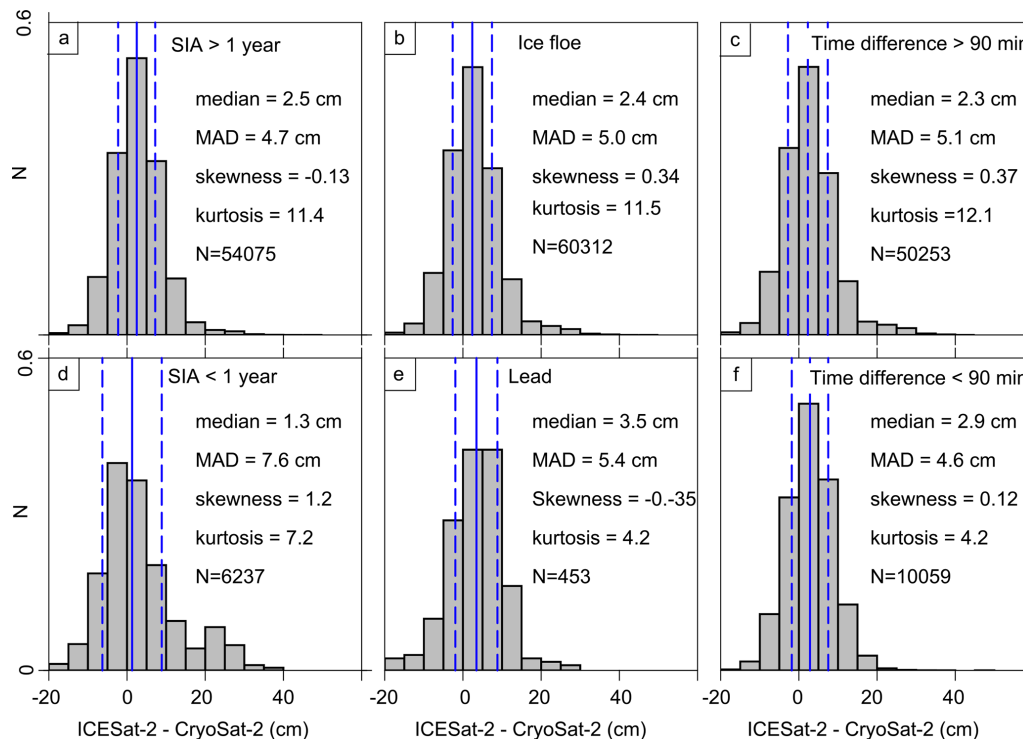 0.6
N
a
SIA > 1 year
median = 2.5 cm
MAD = 4.7 cm
skewness = -0.13
kurtosis = 11.4
N=54075
b
Ice floe
median = 2.4 cm
MAD = 5.0 cm
skewness = 0.34
kurtosis = 11.5
N=60312
c
Time difference > 90 min
median = 2.3 cm
MAD = 5.1 cm
skewness = 0.37
kurtosis =12.1
N=50253
0.6
N
0
d
SIA < 1 year
median = 1.3 cm
MAD = 7.6 cm
skewness = 1.2
kurtosis = 7.2
N=6237
-20 0 20 40
ICESat-2 - CryoSat-2 (cm)
e
Lead
median = 3.5 cm
MAD = 5.4 cm
Skewness = -0.-35
kurtosis = 4.2
N=453
-20 0 20 40
ICESat-2 - CryoSat-2 (cm)
f
Time difference < 90 min
median = 2.9 cm
MAD = 4.6 cm
skewness = 0.12
kurtosis = 4.2
N=10059
-20 0 20 40
ICESat-2 - CryoSat-2 (cm)